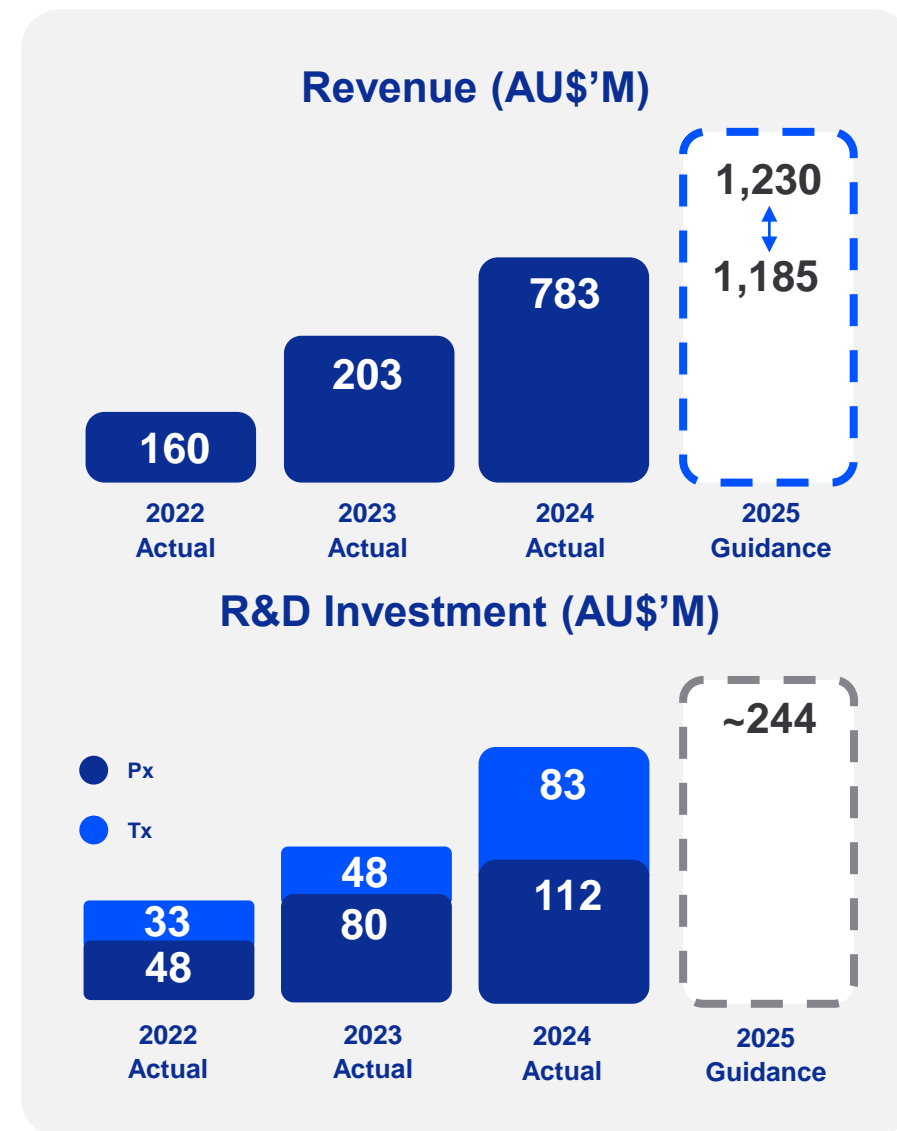 Revenue (AU$’M)
1,230
1,185
783
203
160
2022
Actual
2023
Actual
2024
Actual
2025
Guidance
R&D Investment (AU$’M)
~244
Px
Tx
83
112
48
80
33
48
2022
Actual
2023
Actual
2024
Actual
2025
Guidance